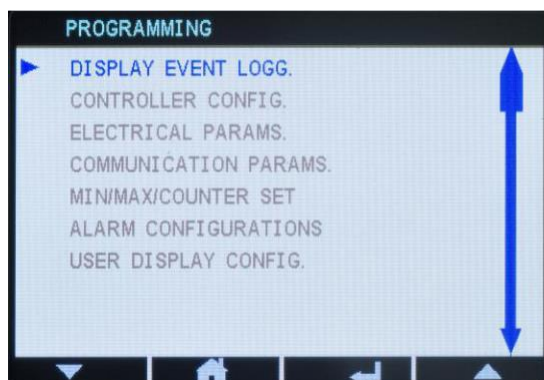 PROGRAMMING
DISPLAY EVENT LOGG.
CONTROLLER CONFIG.
ELECTRICAL PARAMS.
COMMUNICATION PARAMS.
MIN/MAX/COUNTER SET
ALARM CONFIGURATIONS
USER DISPLAY CONFIG.